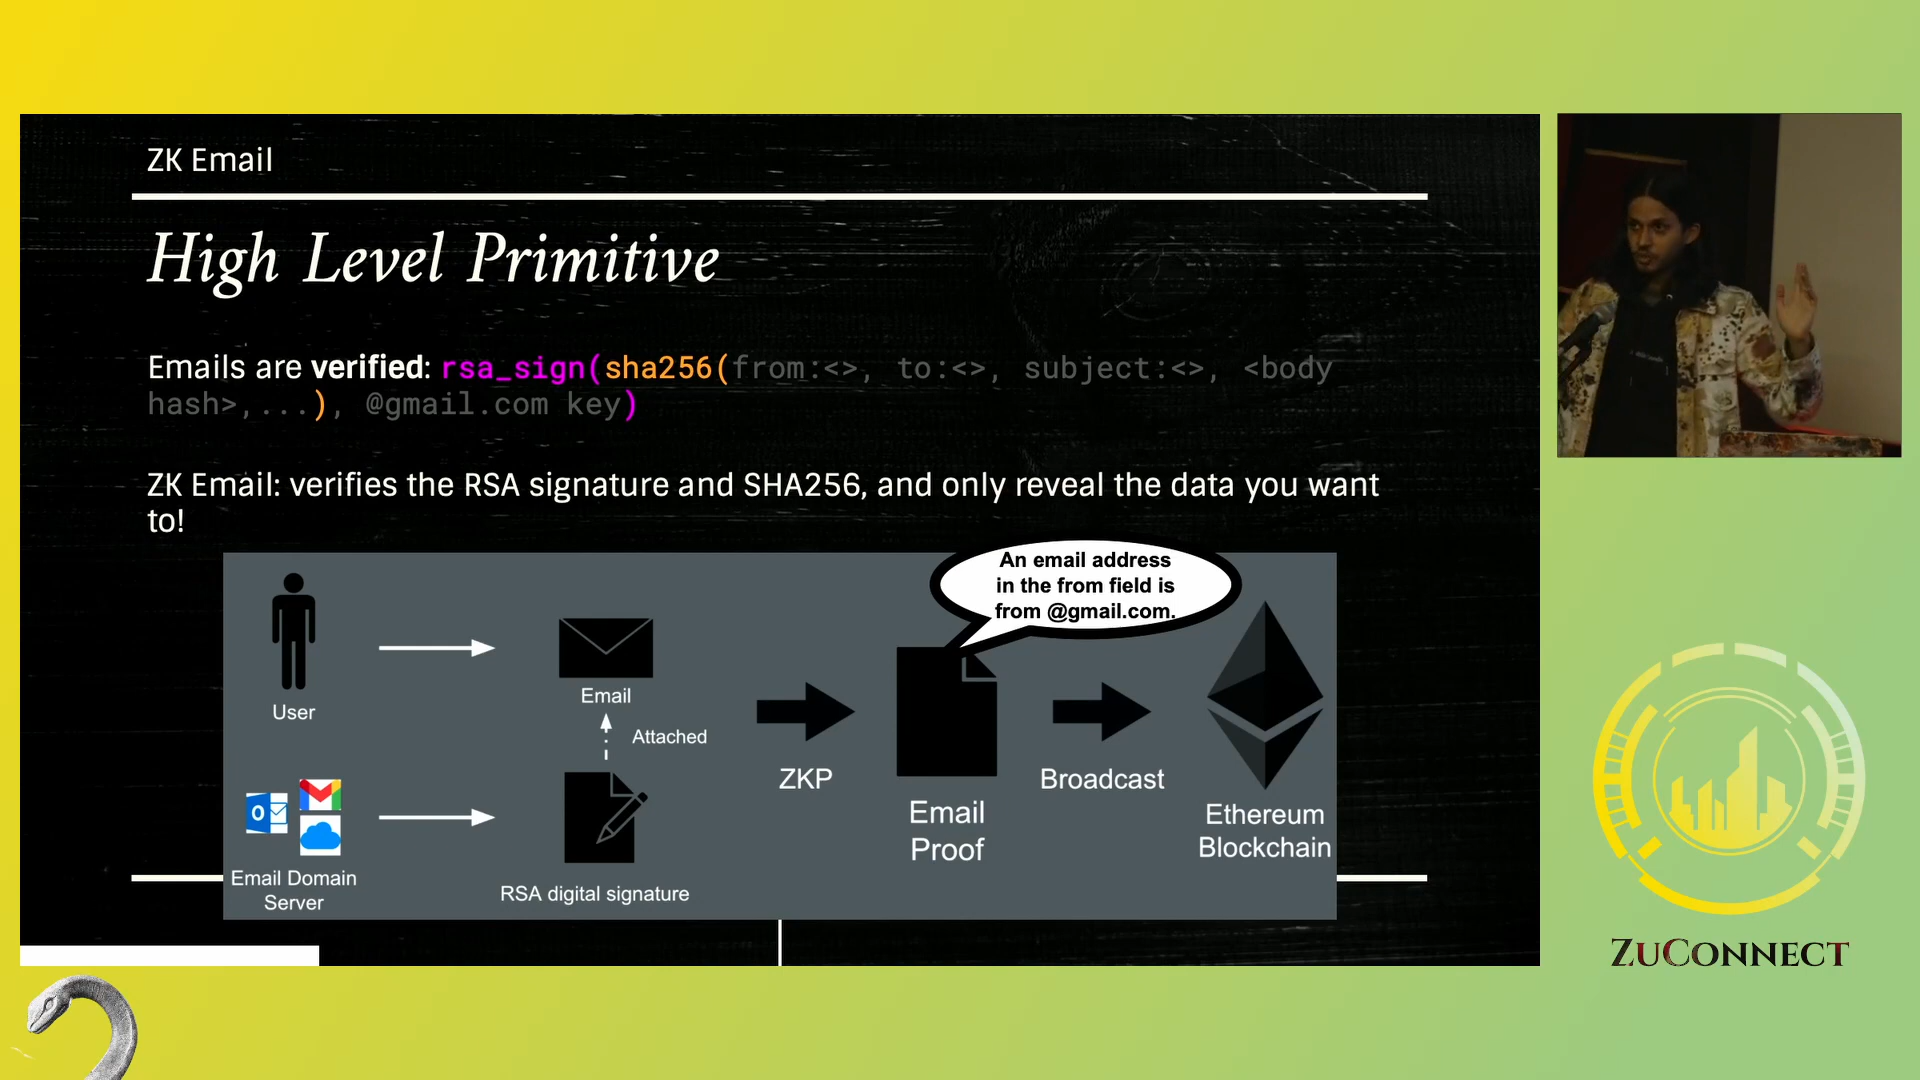 ZK Email
High Level Primitive
Emails are verified: rsa_sign(sha256(from:<>, to:<>, subject:<>, <body
hash>,...), @gmail.com key)
ZK Email: verifies the RSA signature and SHA256, and only reveal the data you want
to!
An email address
in the from field is
from @gmail.com.
User
Email
Attached
ZKP
Email
Proof
Broadcast
Ethereum
Blockchain
Email Domain
Server
RSA digital signature
ZUCONNECT